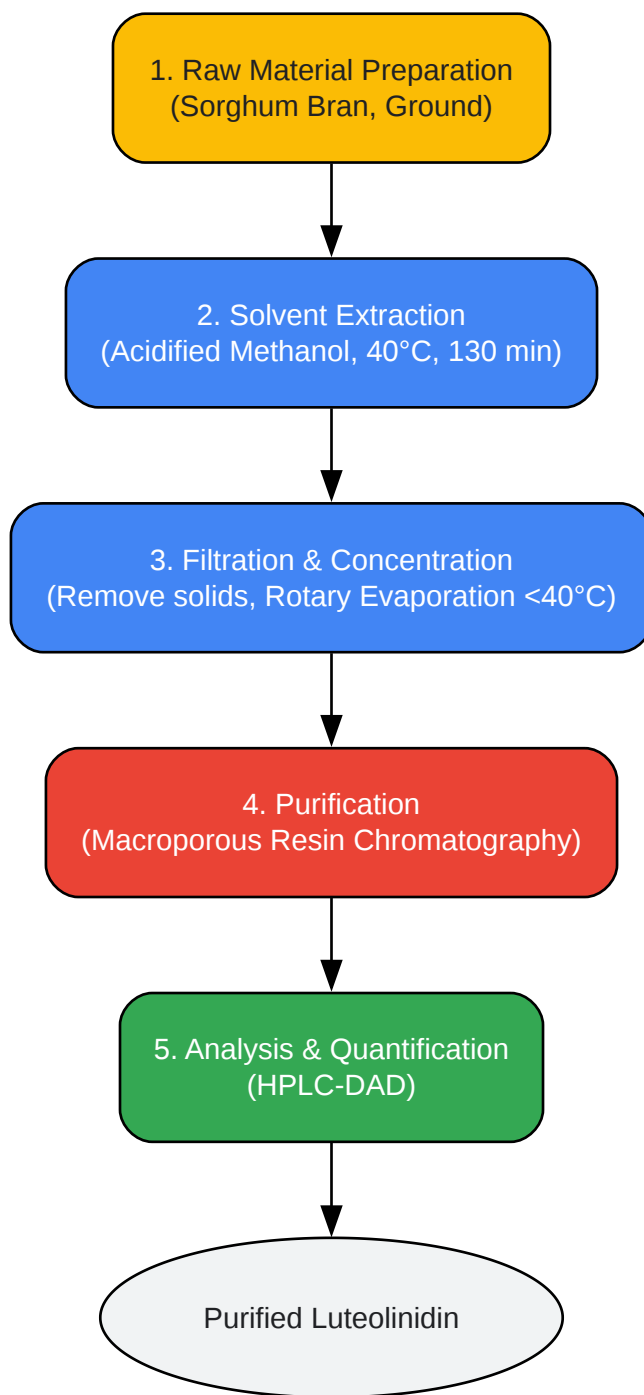 1. Raw Material Preparation
(Sorghum Bran, Ground)
2. Solvent Extraction
(Acidified Methanol, 40°C, 130 min)
3. Filtration & Concentration
(Remove solids, Rotary Evaporation <40°C)
4. Purification
(Macroporous Resin Chromatography)
5. Analysis & Quantification
(HPLC-DAD)
Purified Luteolinidin